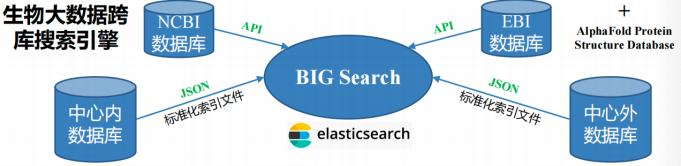 生物大数据跨
库搜索引擎
NCBI
数据库
API
API
EBI
数据库
+
AlphaFold Protein
Structure Database
BIG Search
中心内
数据库
JSON
标准化索引文件
JSON
标准化索引文件
中心外
数据库
elasticsearch